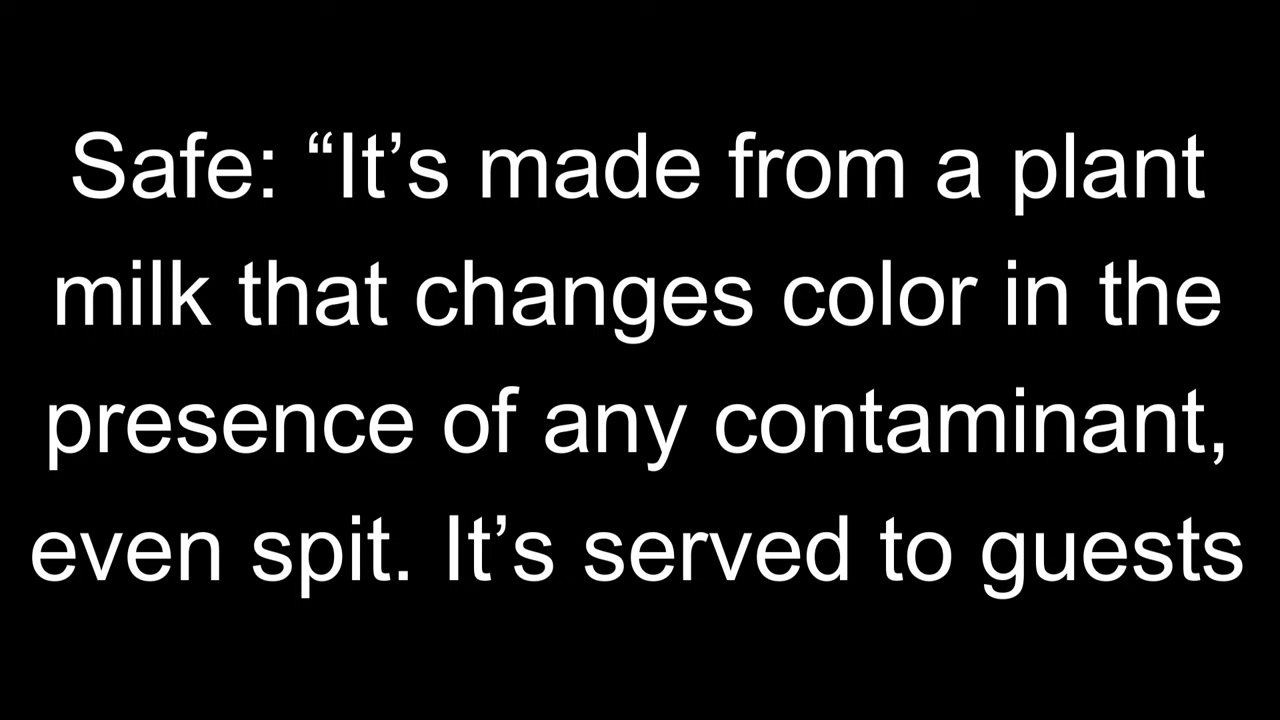 Safe: “It’s made from a plant
milk that changes color in the
presence of any contaminant,
even spit. It’s served to guests